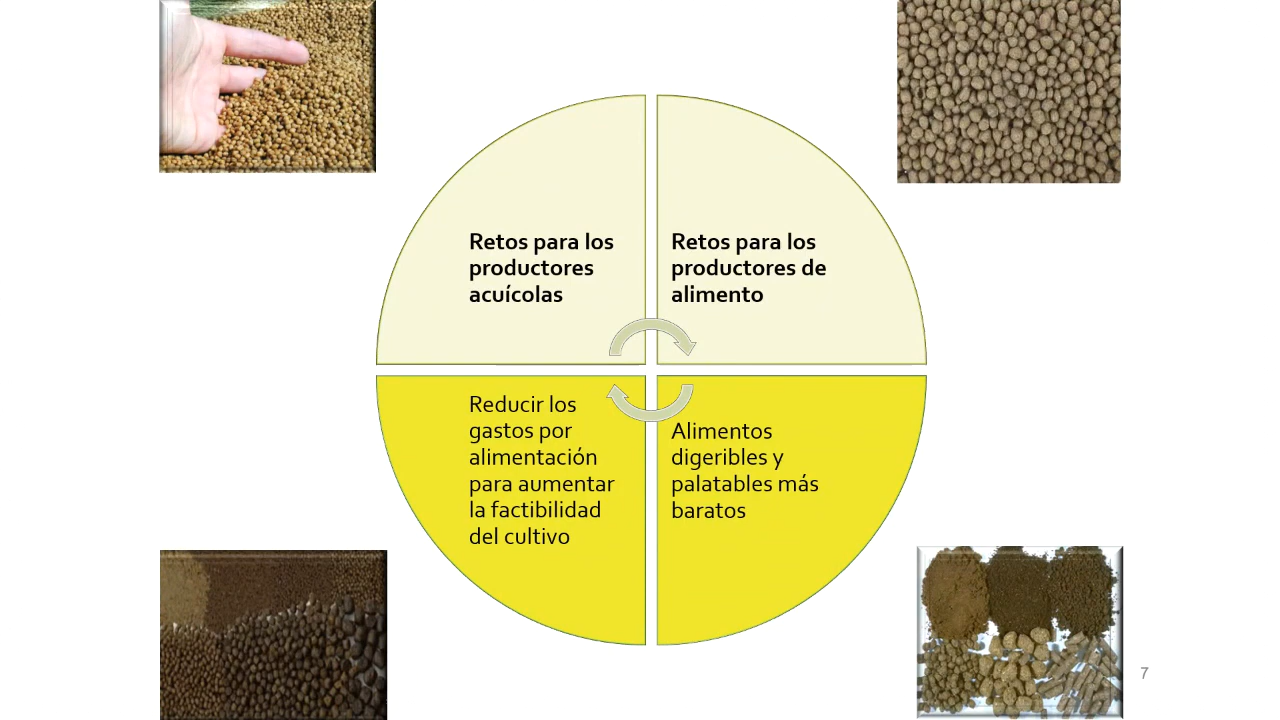 Retos para los
productores
acuícolas
Retos para los
productores de
alimento
Reducir los
gastos por
alimentación
para aumentar
la factibilidad
del cultivo
Alimentos
digeribles y
palatables más
baratos
7